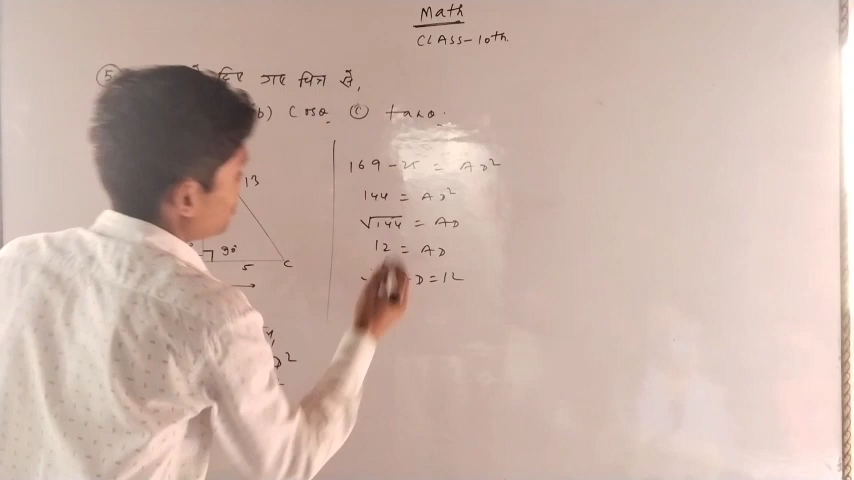 Math
CLASS-10th.
5 दिए गए चित्र से,
b) Cosθ (c) tanθ.
13
90°
5 C
169-25 = AD²
144 = AD²
√144 = AD
12 = AD
D=12